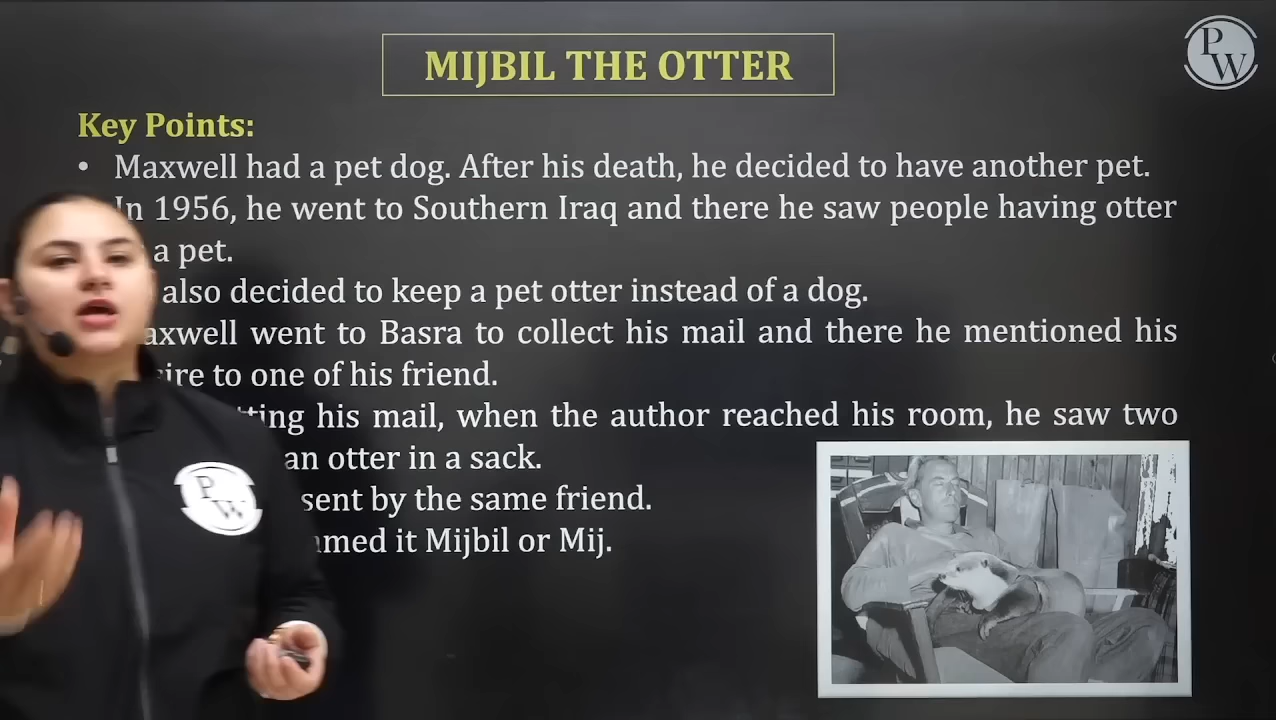 MIJBIL THE OTTER
P
W
Key Points:
• Maxwell had a pet dog. After his death, he decided to have another pet.
In 1956, he went to Southern Iraq and there he saw people having otter
a pet.
also decided to keep a pet otter instead of a dog.
axwell went to Basra to collect his mail and there he mentioned his
sire to one of his friend.
tting his mail, when the author reached his room, he saw two
an otter in a sack.
sent by the same friend.
amed it Mijbil or Mij.
P
W